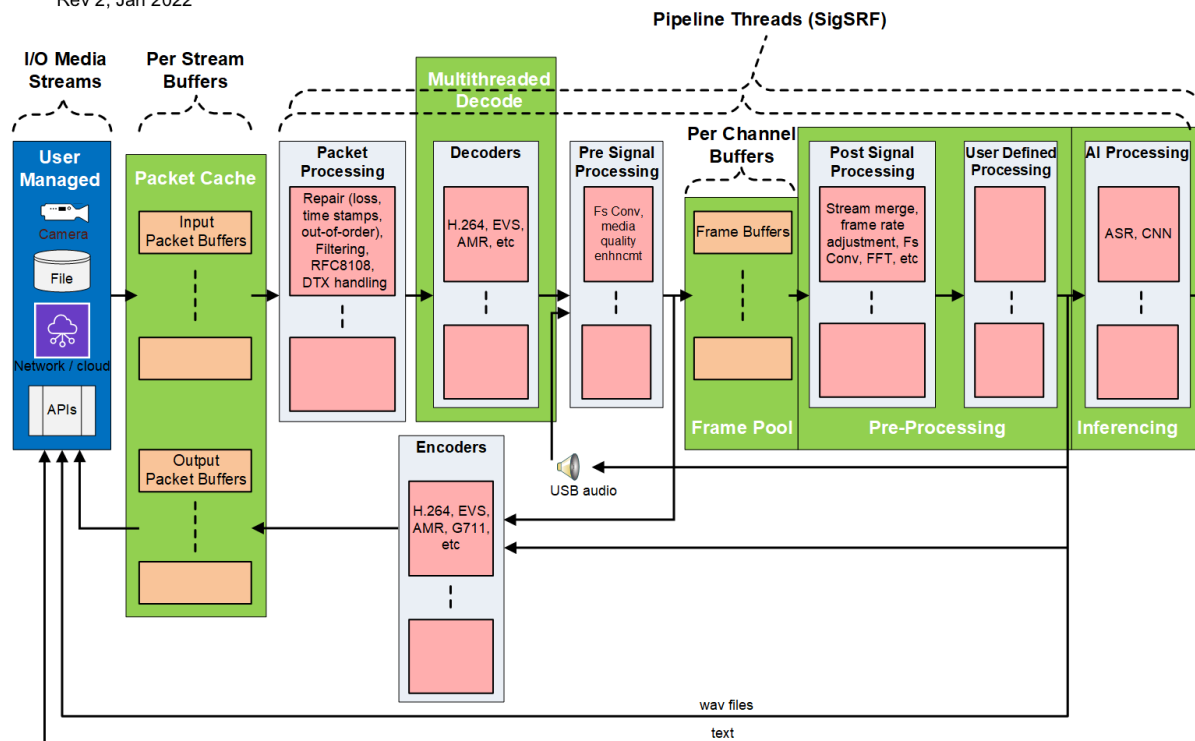 Rev 2, Jan 2022
Pipeline Threads (SigSRF)
I/O Media
Streams
Per Stream
Buffers
Multithreaded
Decode
Per Channel
Buffers
User
Managed
Camera
File
Network / cloud
APIs
Packet Cache
Input
Packet Buffers
Output
Packet Buffers
Packet
Processing
Repair (loss,
time stamps,
out-of-order),
Filtering,
RFC8108,
DTX handling
Decoders
H.264, EVS,
AMR, etc
Pre Signal
Processing
Fs Conv,
media
quality
enhncmt
Frame Buffers
Frame Pool
Post Signal
Processing
Stream merge,
frame rate
adjustment, Fs
Conv, FFT, etc
User Defined
Processing
Pre-Processing
AI Processing
ASR, CNN
Inferencing
Encoders
H.264, EVS,
AMR, G711,
etc
USB audio
wav files
text